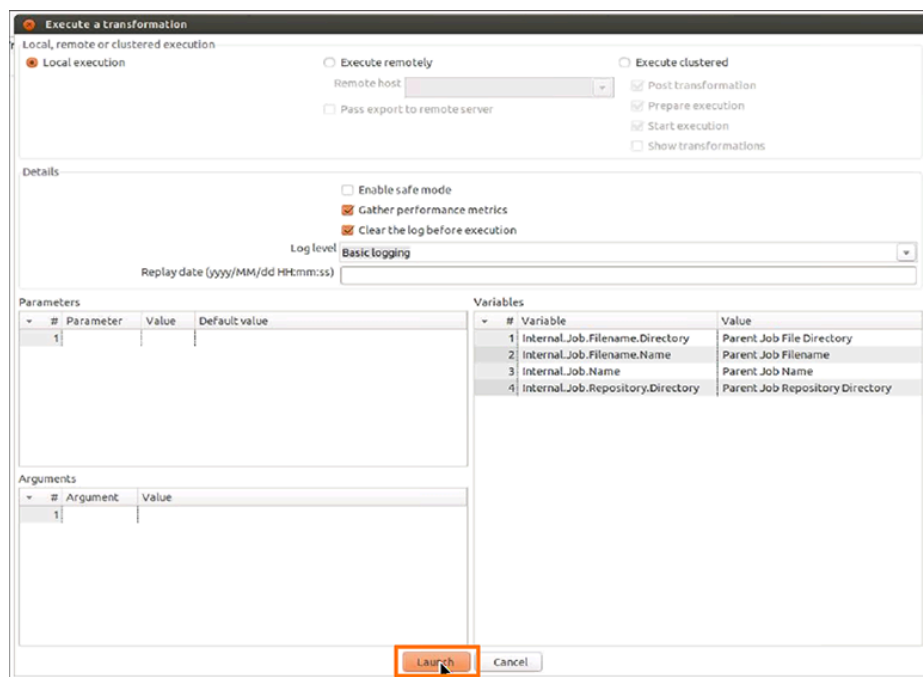 Execute a transformation
Local, remote or clustered execution
Local execution
Execute remotely
Execute clustered
Remote host
Post transformation
Pass export to remote server
Prepare execution
Start execution
Show transformations
Details
Enable safe mode
Gather performance metrics
Clear the log before execution
Log level Basic logging
Replay date (yyyy/MM/dd HH:mm:ss)
Parameters
# Parameter Value Default value
1
Variables
# Variable Value
1 Internal.Job.Filename.Directory Parent Job File Directory
2 Internal.Job.Filename.Name Parent Job Filename
3 Internal.Job.Name Parent Job Name
4 Internal.Job.Repository.Directory Parent Job Repository Directory
Arguments
# Argument Value
1
Launch Cancel